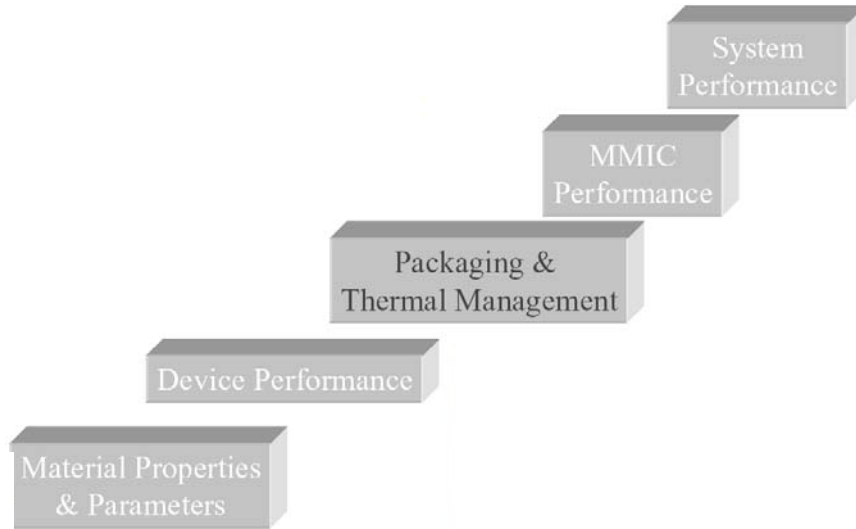 System
Performance
MMIC
Performance
Packaging &
Thermal Management
Device Performance
Material Properties
& Parameters